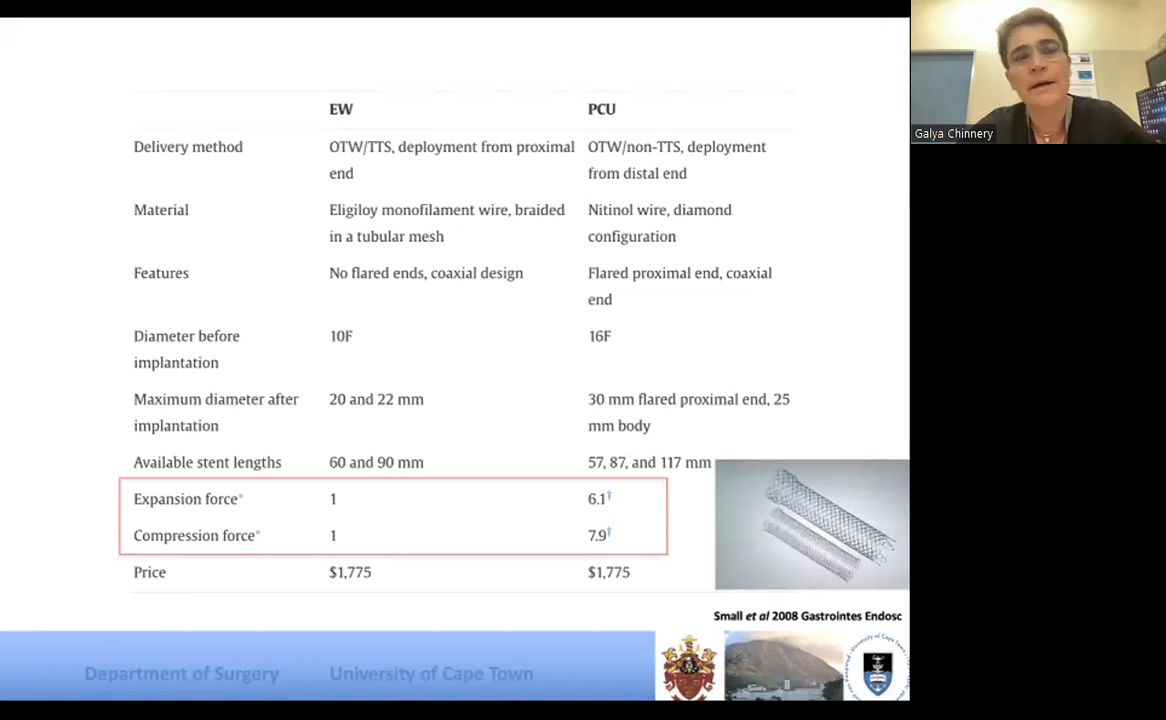 Galya Chinnery
EW PCU
Delivery method OTW/TTS, deployment from proximal OTW/non-TTS, deployment
end from distal end
Material Eligiloy monofilament wire, braided Nitinol wire, diamond
in a tubular mesh configuration
Features No flared ends, coaxial design Flared proximal end, coaxial
end
Diameter before 10F 16F
implantation
Maximum diameter after 20 and 22 mm 30 mm flared proximal end, 25
implantation mm body
Available stent lengths 60 and 90 mm 57, 87, and 117 mm
Expansion force* 1 6.1†
Compression force* 1 7.9†
Price $1,775 $1,775
Small et al 2008 Gastrointes Endosc
Department of Surgery University of Cape Town